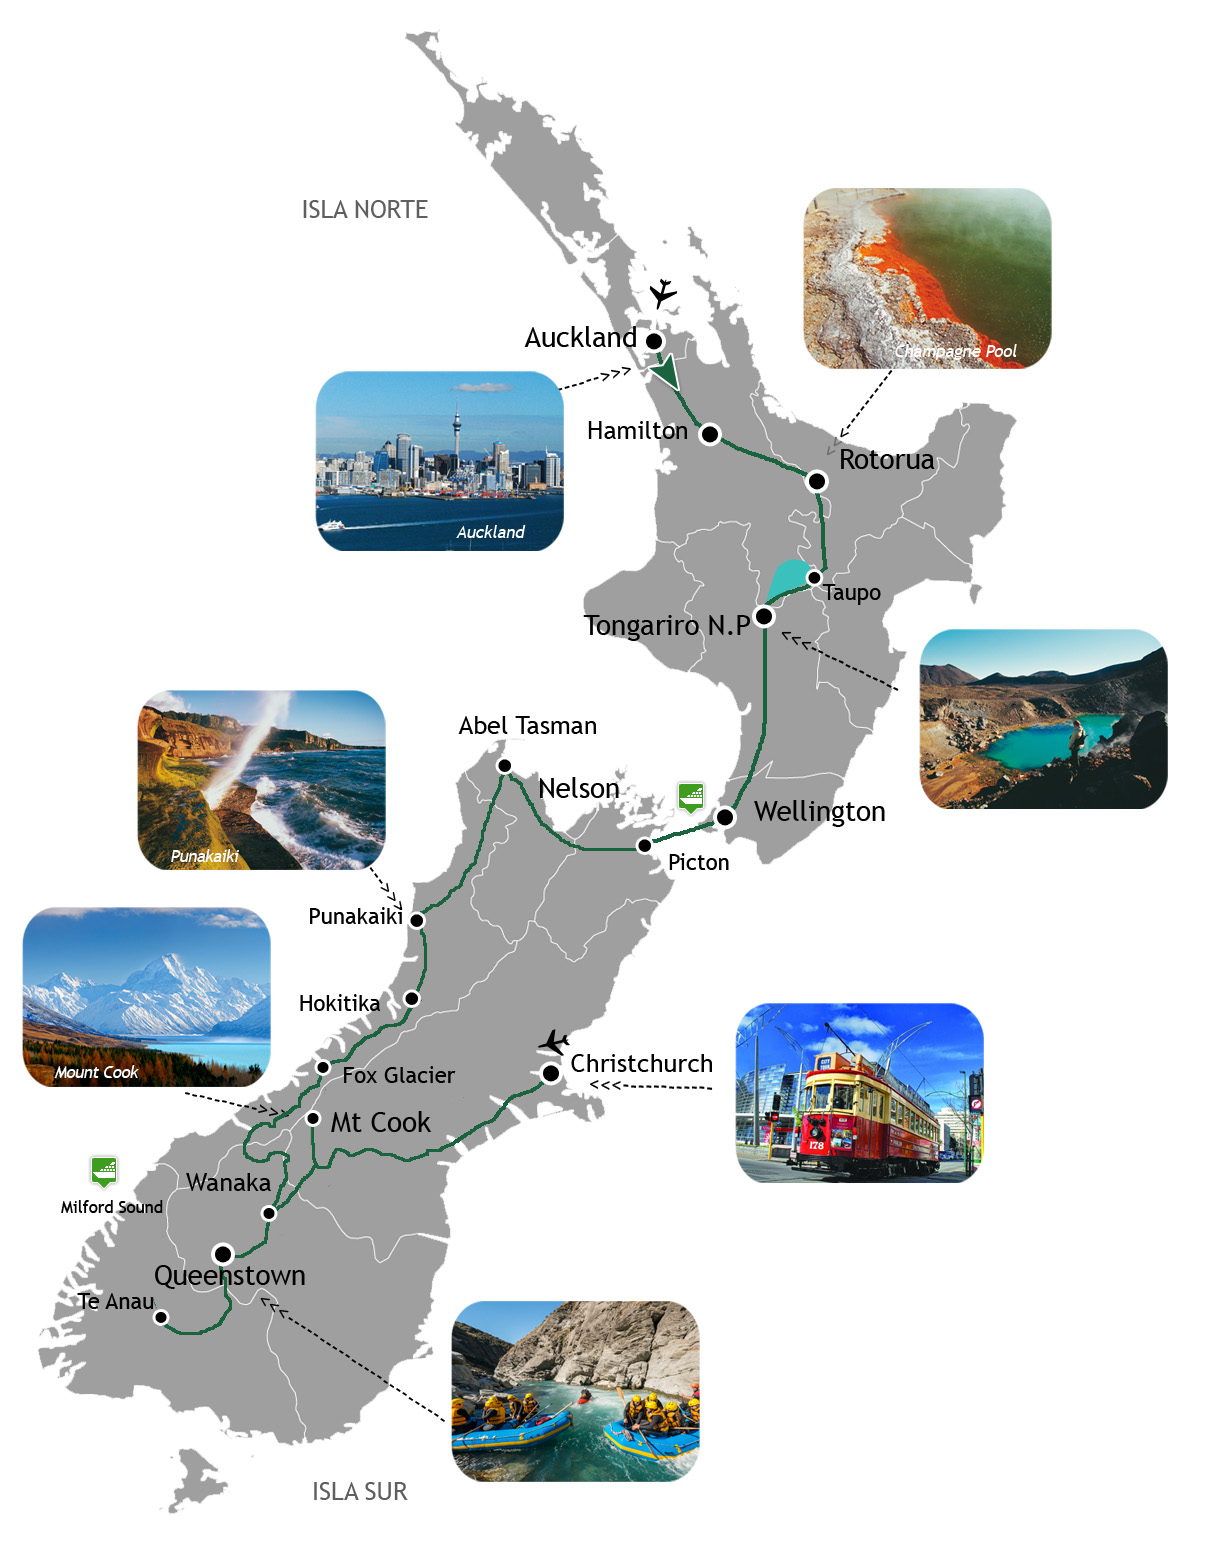 ISLA NORTE
Champagne Pool
Auckland
Hamilton
Rotorua
Auckland
Taupo
Tongariro N.P
Abel Tasman
Nelson
Wellington
Picton
Punakaiki
Punakaiki
Hokitika
Mount Cook
Fox Glacier
Christchurch
Mt Cook
178
Wanaka
Milford Sound
Queenstown
Te Anau
ISLA SUR